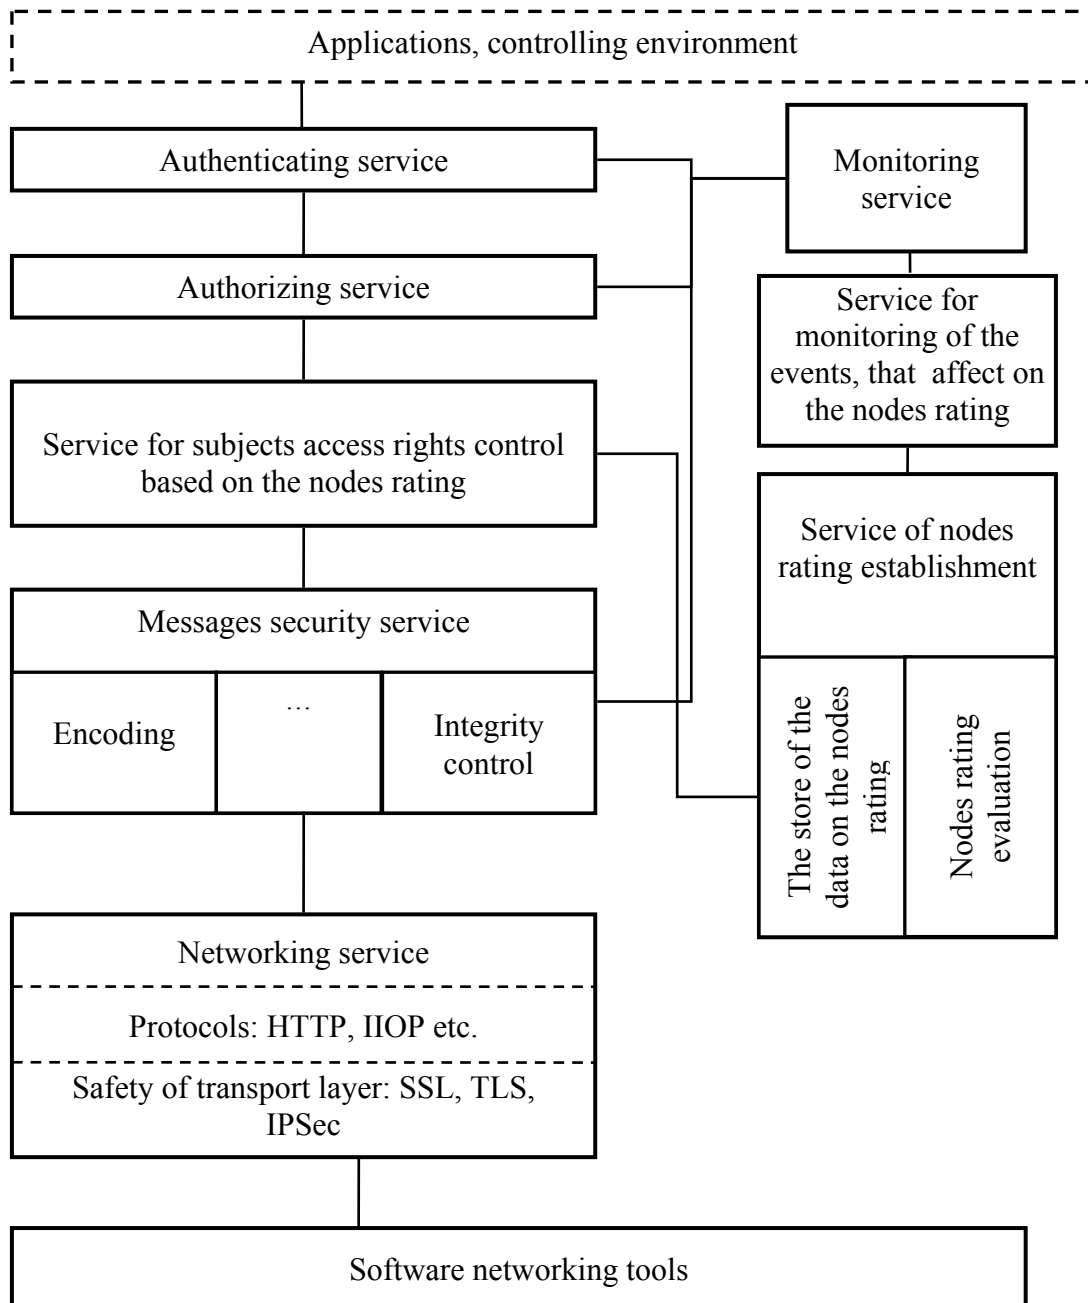 Applications, controlling environment
Authenticating service
Monitoring
service
Authorizing service
Service for
monitoring of the
events, that  affect on
the nodes rating
Service for subjects access rights control
based on the nodes rating
Service of nodes
rating establishment
Messages security service
Encoding
...
Integrity
control
The store of the
data on the nodes
rating
Nodes rating
evaluation
Networking service
Protocols: HTTP, IIOP etc.
Safety of transport layer: SSL, TLS,
IPSec
Software networking tools